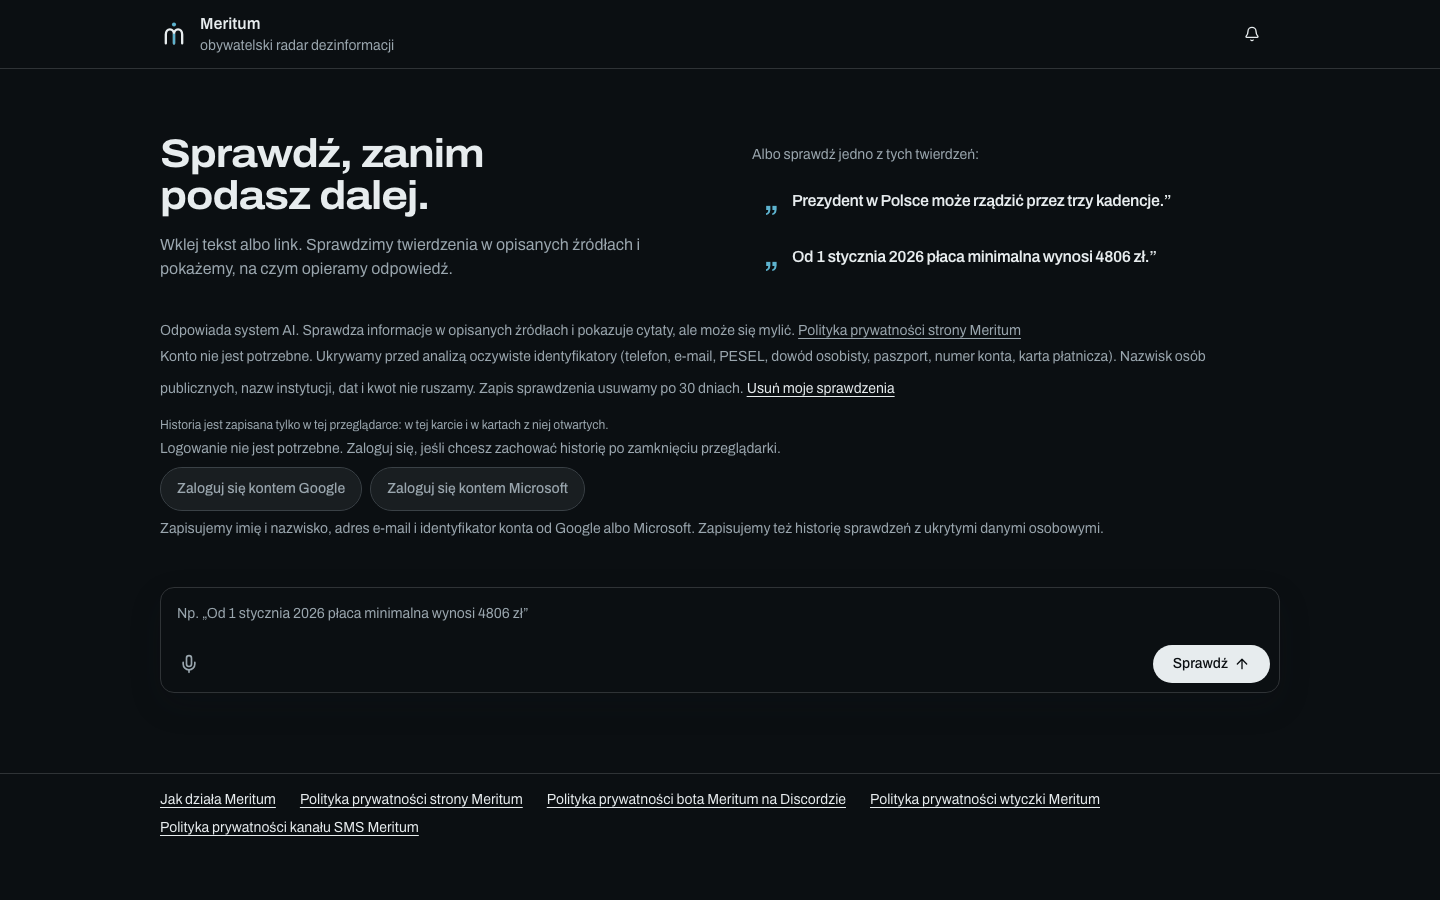 Meritum
obywatelski radar dezinformacji
Sprawdź, zanim
podasz dalej.
Wklej tekst albo link. Sprawdzimy twierdzenia w opisanych źródłach i
pokażemy, na czym opieramy odpowiedź.
Albo sprawdź jedno z tych twierdzeń:
„ Prezydent w Polsce może rządzić przez trzy kadencje.”
„ Od 1 stycznia 2026 płaca minimalna wynosi 4806 zł.”
Odpowiada system AI. Sprawdza informacje w opisanych źródłach i pokazuje cytaty, ale może się mylić. Polityka prywatności strony Meritum
Konto nie jest potrzebne. Ukrywamy przed analizą oczywiste identyfikatory (telefon, e-mail, PESEL, dowód osobisty, paszport, numer konta, karta płatnicza). Nazwisk osób
publicznych, nazw instytucji, dat i kwot nie ruszamy. Zapis sprawdzenia usuwamy po 30 dniach. Usuń moje sprawdzenia
Historia jest zapisana tylko w tej przeglądarce: w tej karcie i w kartach z niej otwartych.
Logowanie nie jest potrzebne. Zaloguj się, jeśli chcesz zachować historię po zamknięciu przeglądarki.
Zaloguj się kontem Google
Zaloguj się kontem Microsoft
Zapisujemy imię i nazwisko, adres e-mail i identyfikator konta od Google albo Microsoft. Zapisujemy też historię sprawdzeń z ukrytymi danymi osobowymi.
Np. „Od 1 stycznia 2026 płaca minimalna wynosi 4806 zł”
Sprawdź
Jak działa Meritum
Polityka prywatności strony Meritum
Polityka prywatności bota Meritum na Discordzie
Polityka prywatności wtyczki Meritum
Polityka prywatności kanału SMS Meritum